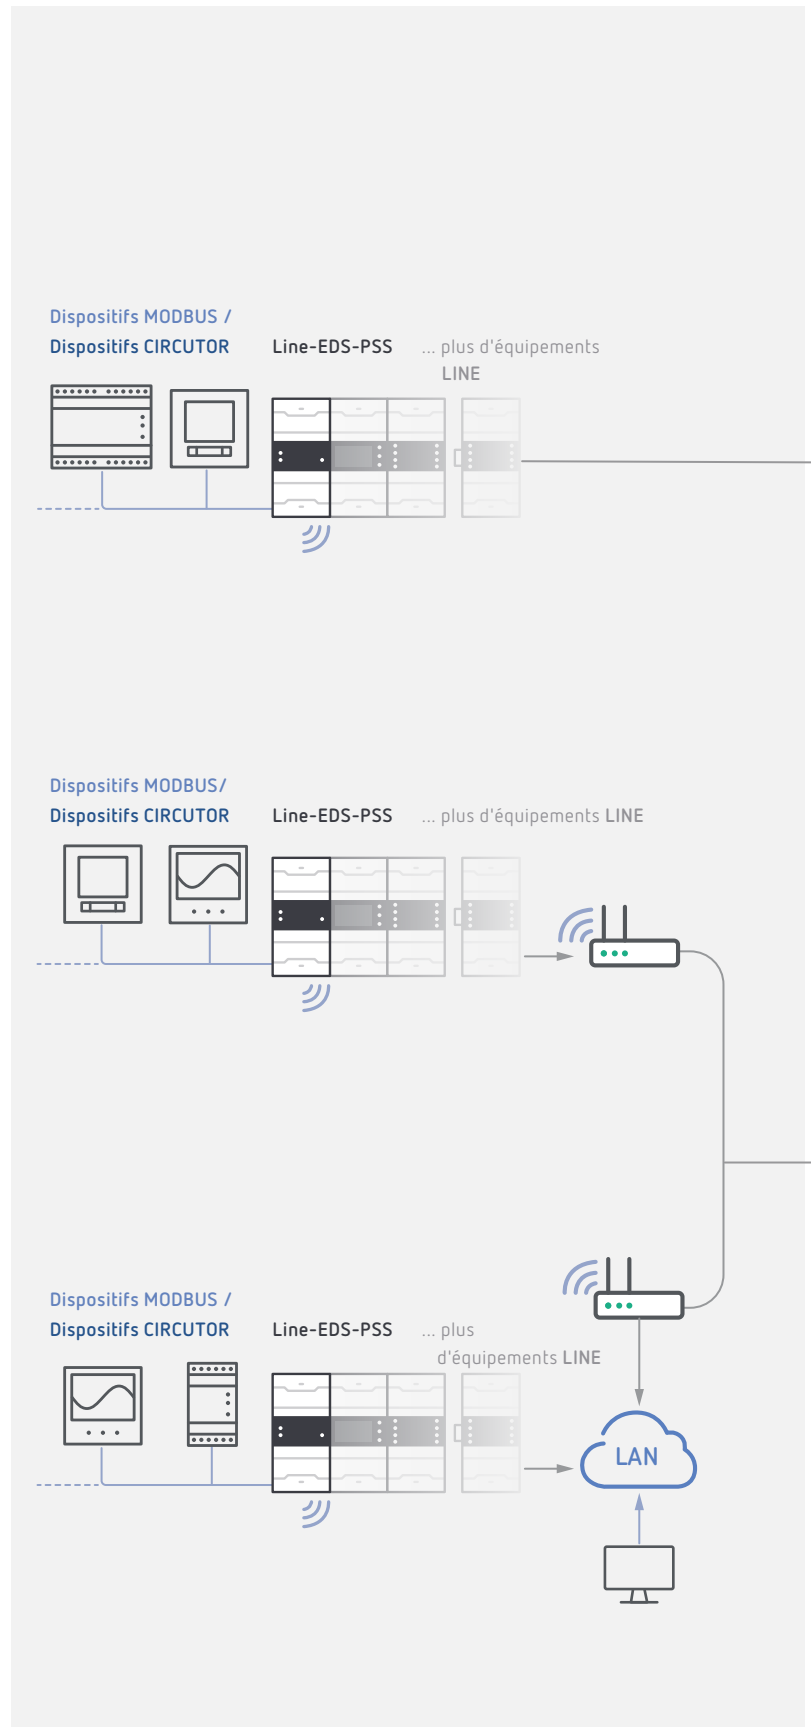 Dispositifs MODBUS /
Dispositifs CIRCUTOR
Line-EDS-PSS
... plus d'équipements
LINE
Dispositifs MODBUS/
Dispositifs CIRCUTOR
Line-EDS-PSS
... plus d'équipements LINE
Dispositifs MODBUS /
Dispositifs CIRCUTOR
Line-EDS-PSS
... plus
d'équipements LINE
LAN